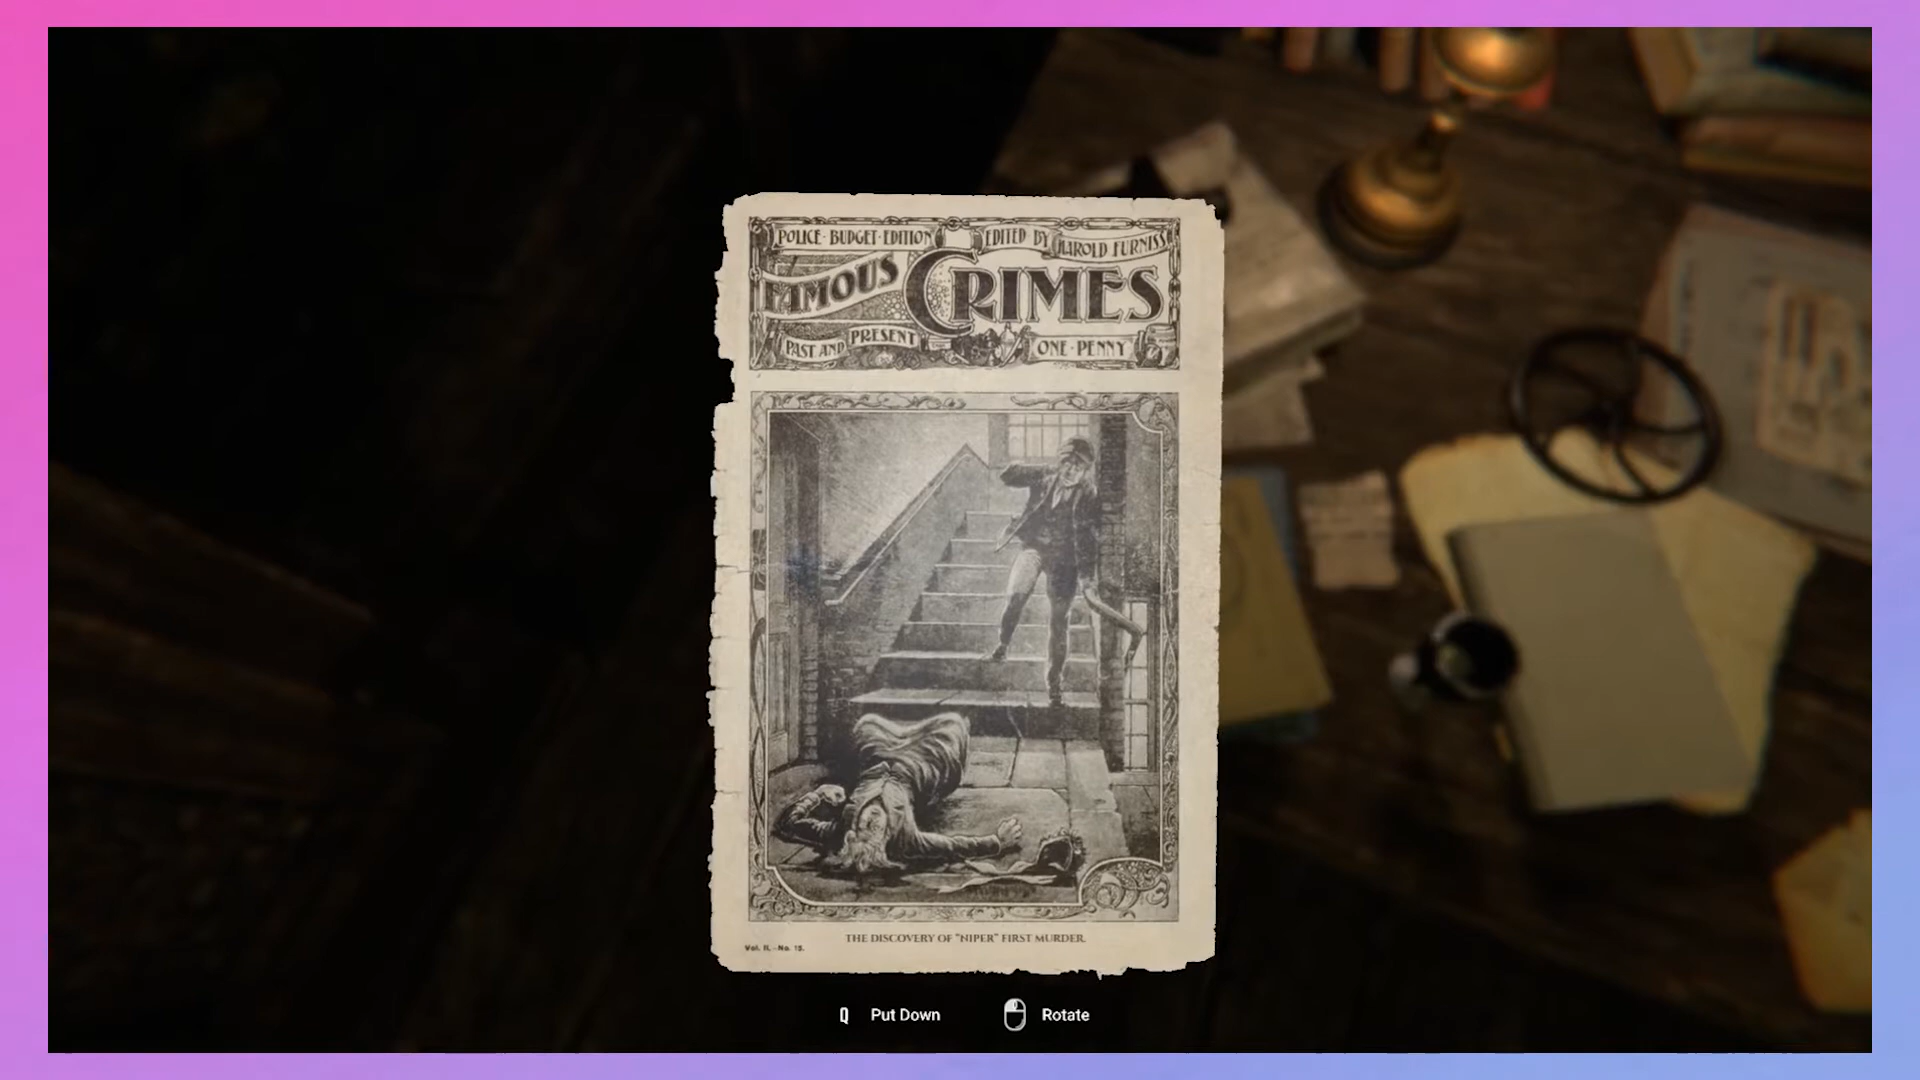 POLICE·BUDGET·EDITION
EDITED BY HAROLD FURNISS
FAMOUS CRIMES
PAST AND PRESENT
ONE·PENNY
THE DISCOVERY OF "NIPER" FIRST MURDER.
Vol. II.-No. 15.
Q Put Down
Rotate